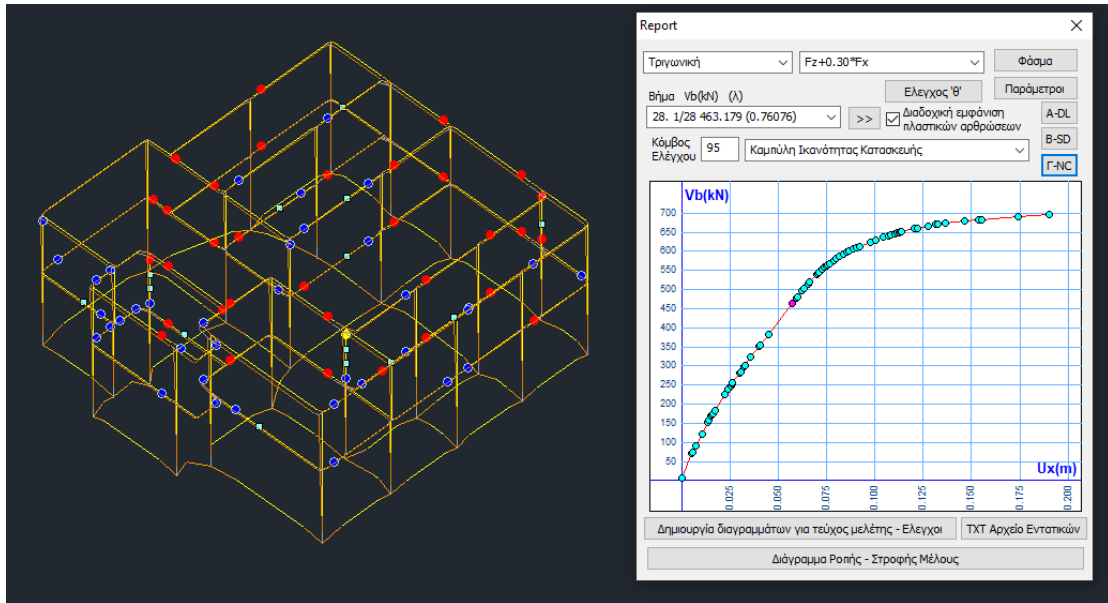 Report
Τριγωνική
Fz+0.30*Fx
Φάσμα
Βήμα Vb(kN) (λ)
Ελεγχος 'θ'
Παράμετροι
28. 1/28 463.179 (0.76076)
>>
Διαδοχική εμφάνιση
πλαστικών αρθρώσεων
A-DL
B-SD
Γ-NC
Κόμβος
Ελέγχου
95
Καμπύλη Ικανότητας Κατασκευής
Vb(kN)
700
650
600
550
500
450
400
350
300
250
200
150
100
50
Ux(m)
0.025
0.050
0.075
0.100
0.125
0.150
0.175
0.200
Δημιουργία διαγραμμάτων για τεύχος μελέτης - Ελεγχοι
TXT Αρχείο Εντατικών
Διάγραμμα Ροπής - Στροφής Μέλους